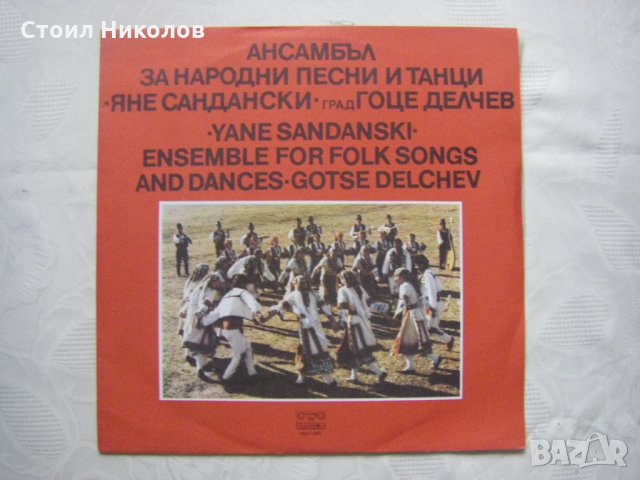 Стоил Николов
АНСАМБЪЛ
ЗА НАРОДНИ ПЕСНИ И ТАНЦИ
·ЯНЕ САНДАНСКИ· ГРАД ГОЦЕ ДЕЛЧЕВ
·YANE SANDANSKI·
ENSEMBLE FOR FOLK SONGS
AND DANCES·GOTSE DELCHEV
BAZAR